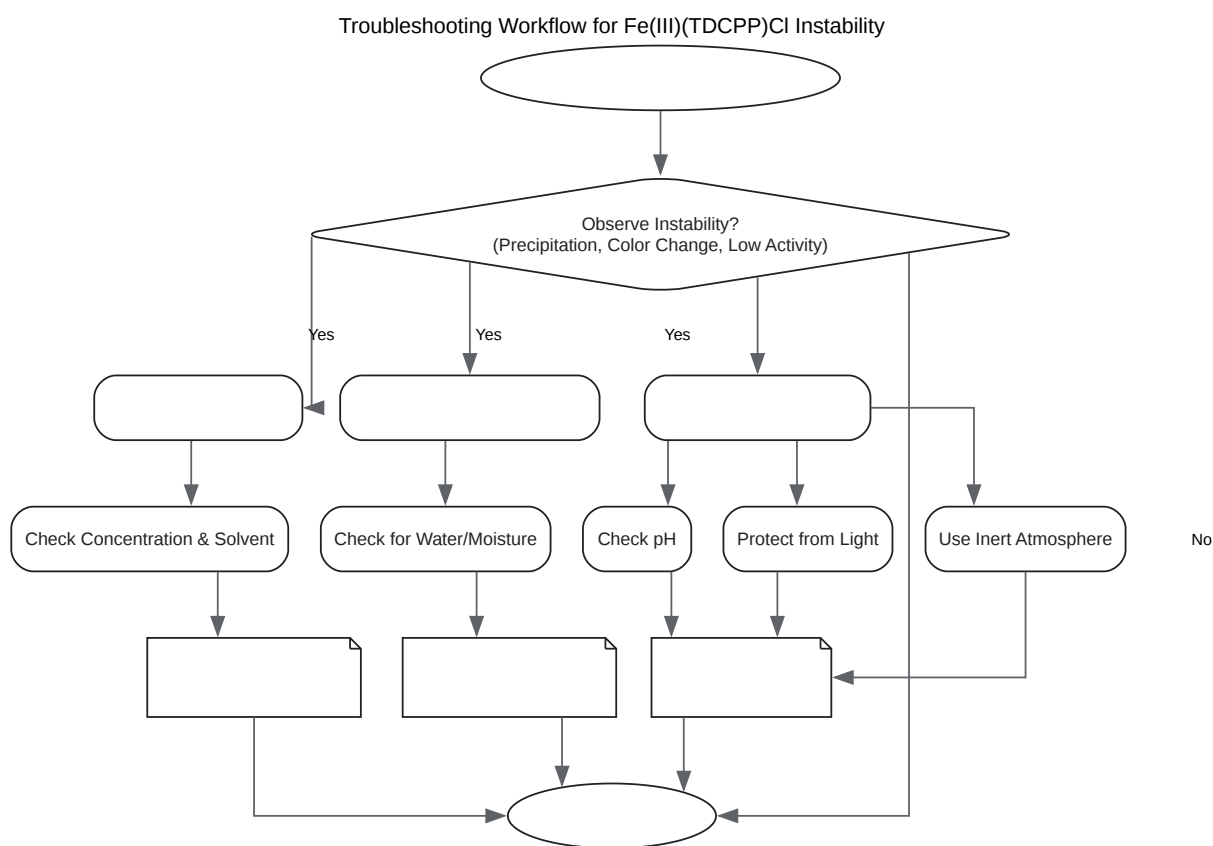 Troubleshooting Workflow for Fe(III)(TDCPP)Cl Instability
Observe Instability?
(Precipitation, Color Change, Low Activity)
Yes
Yes
Yes
Check Concentration & Solvent
Check for Water/Moisture
Check pH
Protect from Light
Use Inert Atmosphere
No